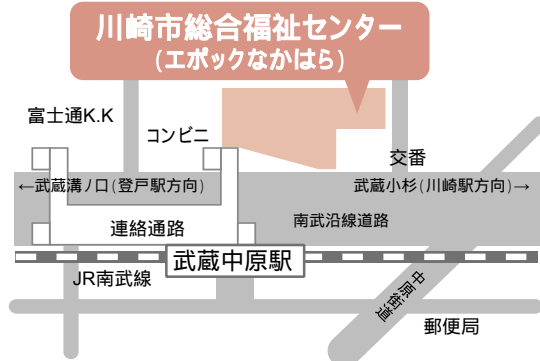 川崎市総合福祉センター
(エポックなかはら)
富士通K.K
コンビニ
交番
←武蔵溝ノ口(登戸駅方向)
武蔵小杉(川崎駅方向)→
連絡通路
南武沿線道路
武蔵中原駅
JR南武線
中原街道
郵便局